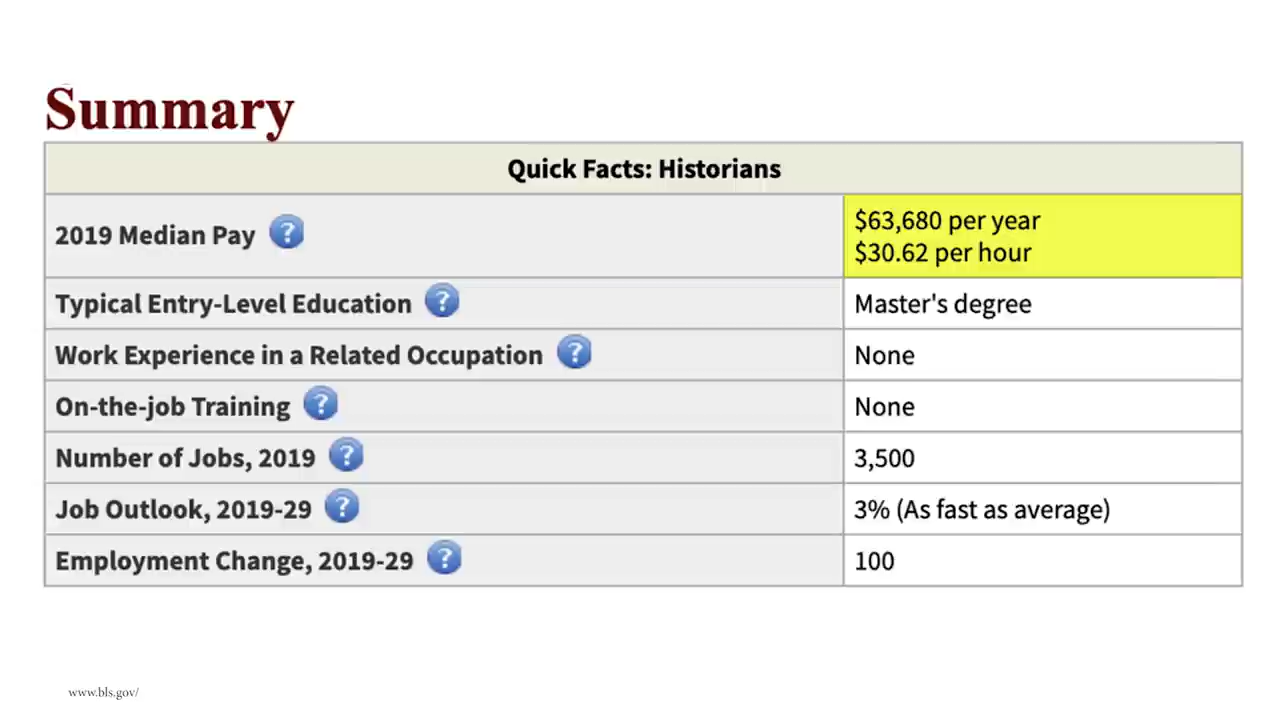 Summary
Quick Facts: Historians
2019 Median Pay ?
$63,680 per year
$30.62 per hour
Typical Entry-Level Education ?
Master's degree
Work Experience in a Related Occupation ?
None
On-the-job Training ?
None
Number of Jobs, 2019 ?
3,500
Job Outlook, 2019-29 ?
3% (As fast as average)
Employment Change, 2019-29 ?
100
www.bls.gov/